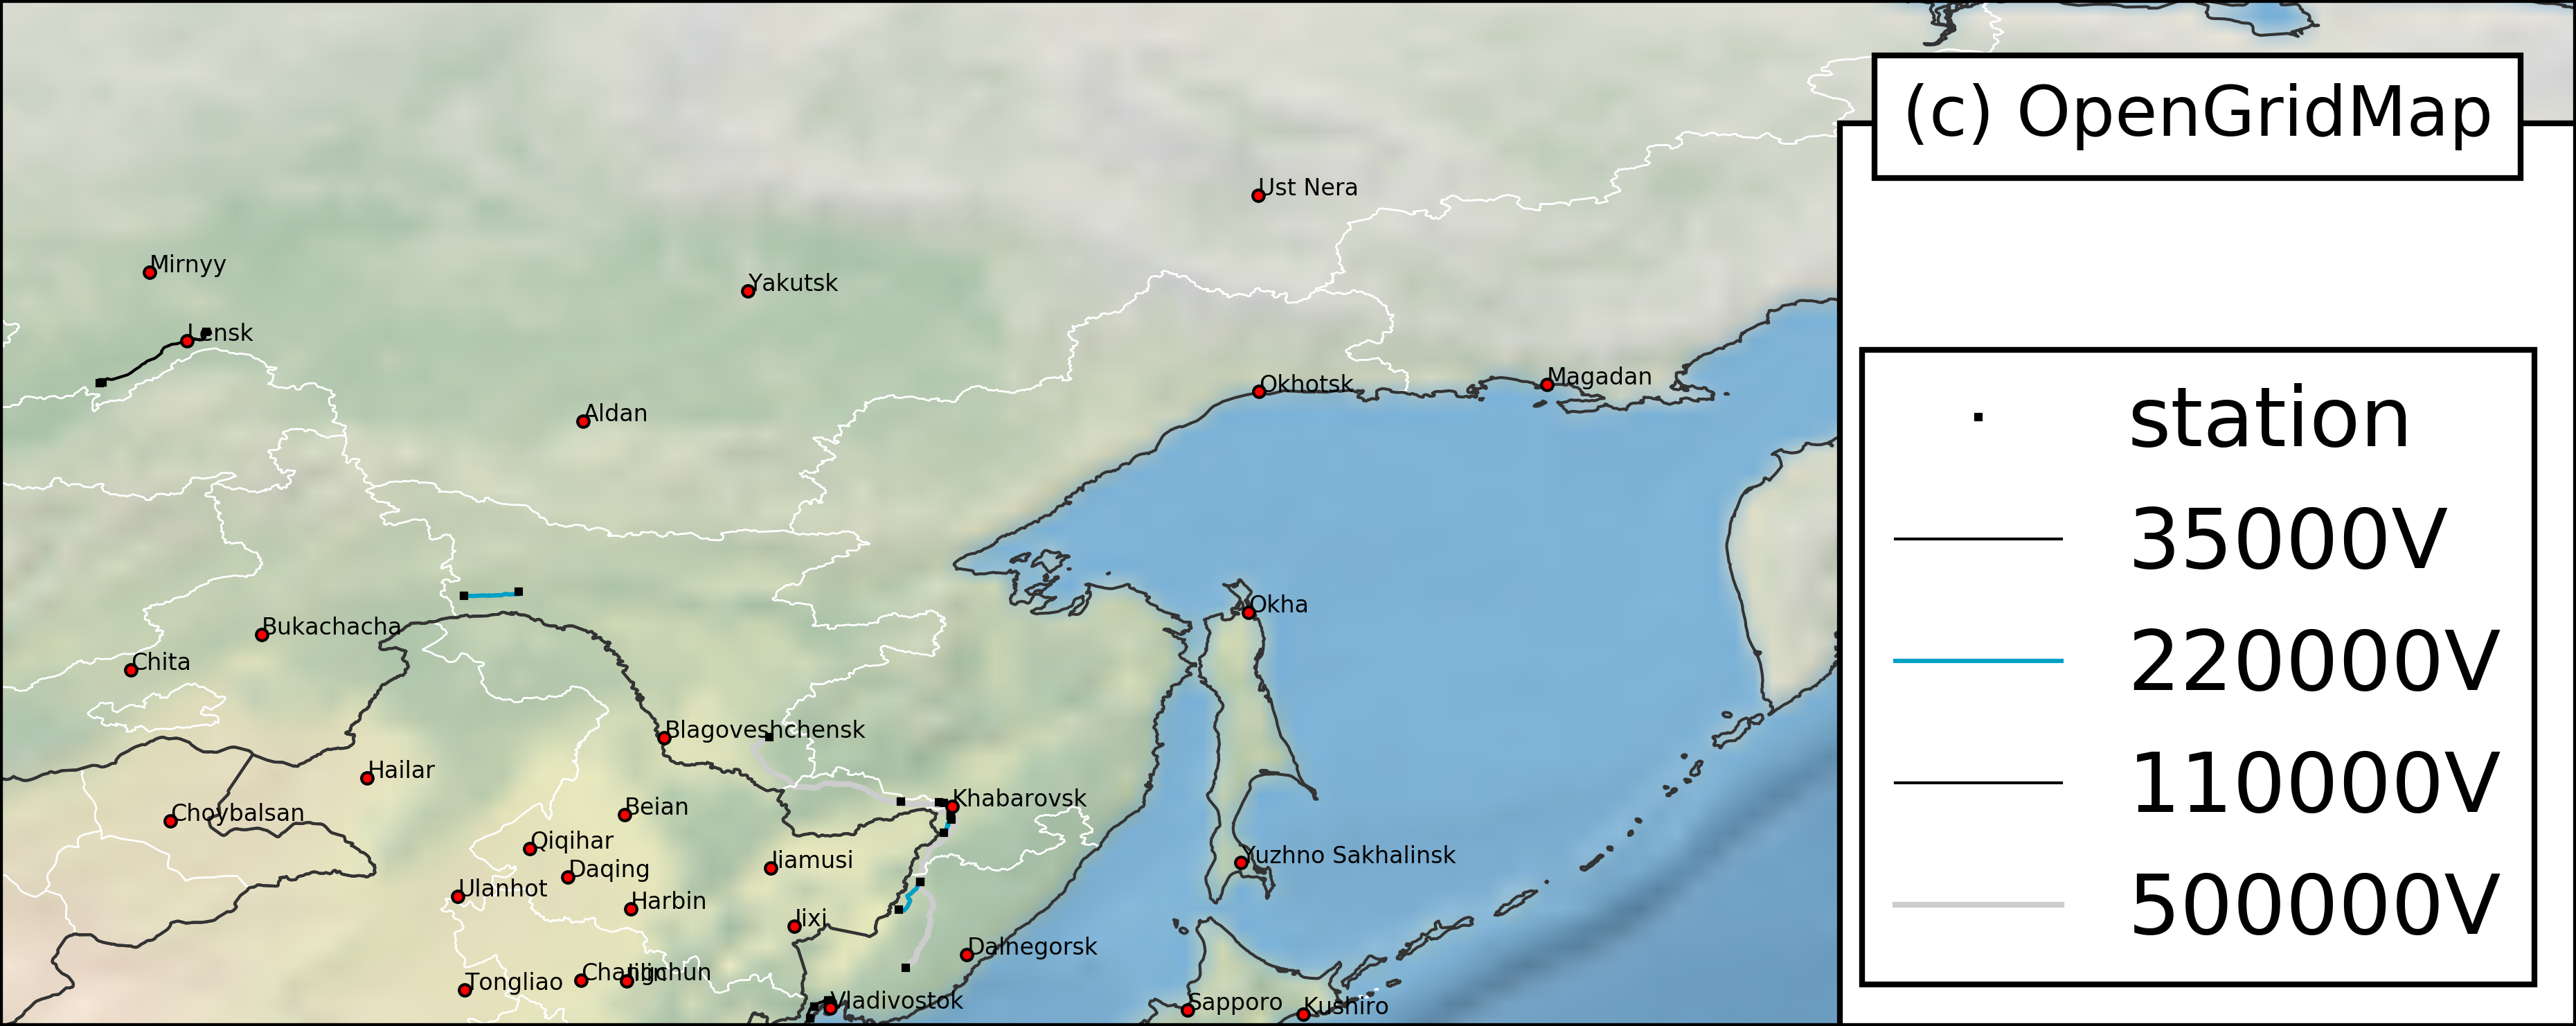 (c) OpenGridMap
Ust Nera
Mirnyy
Yakutsk
Lensk
Magadan
Okhotsk
Aldan
station
35000V
220000V
110000V
500000V
Okha
Bukachacha
Chita
Blagoveshchensk
Hailar
Khabarovsk
Choybalsan
Beian
Qiqihar
Jiamusi
Yuzhno Sakhalinsk
Daqing
Ulanhot
Harbin
Jixi
Dalnegorsk
Tongliao
Changchun
Jilin
Vladivostok
Sapporo
Kushiro